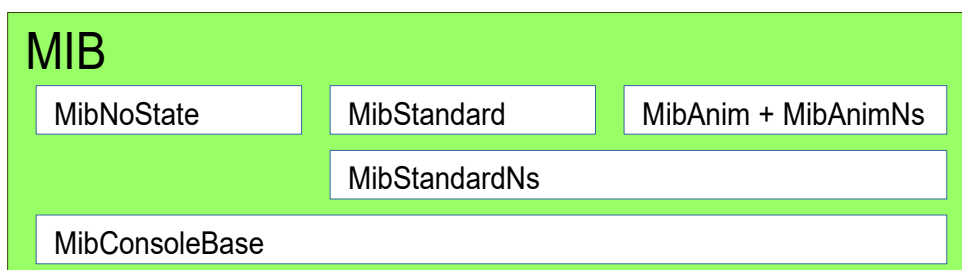 MIB
MibNoState
MibStandard
MibAnim + MibAnimNs
MibStandardNs
MibConsoleBase